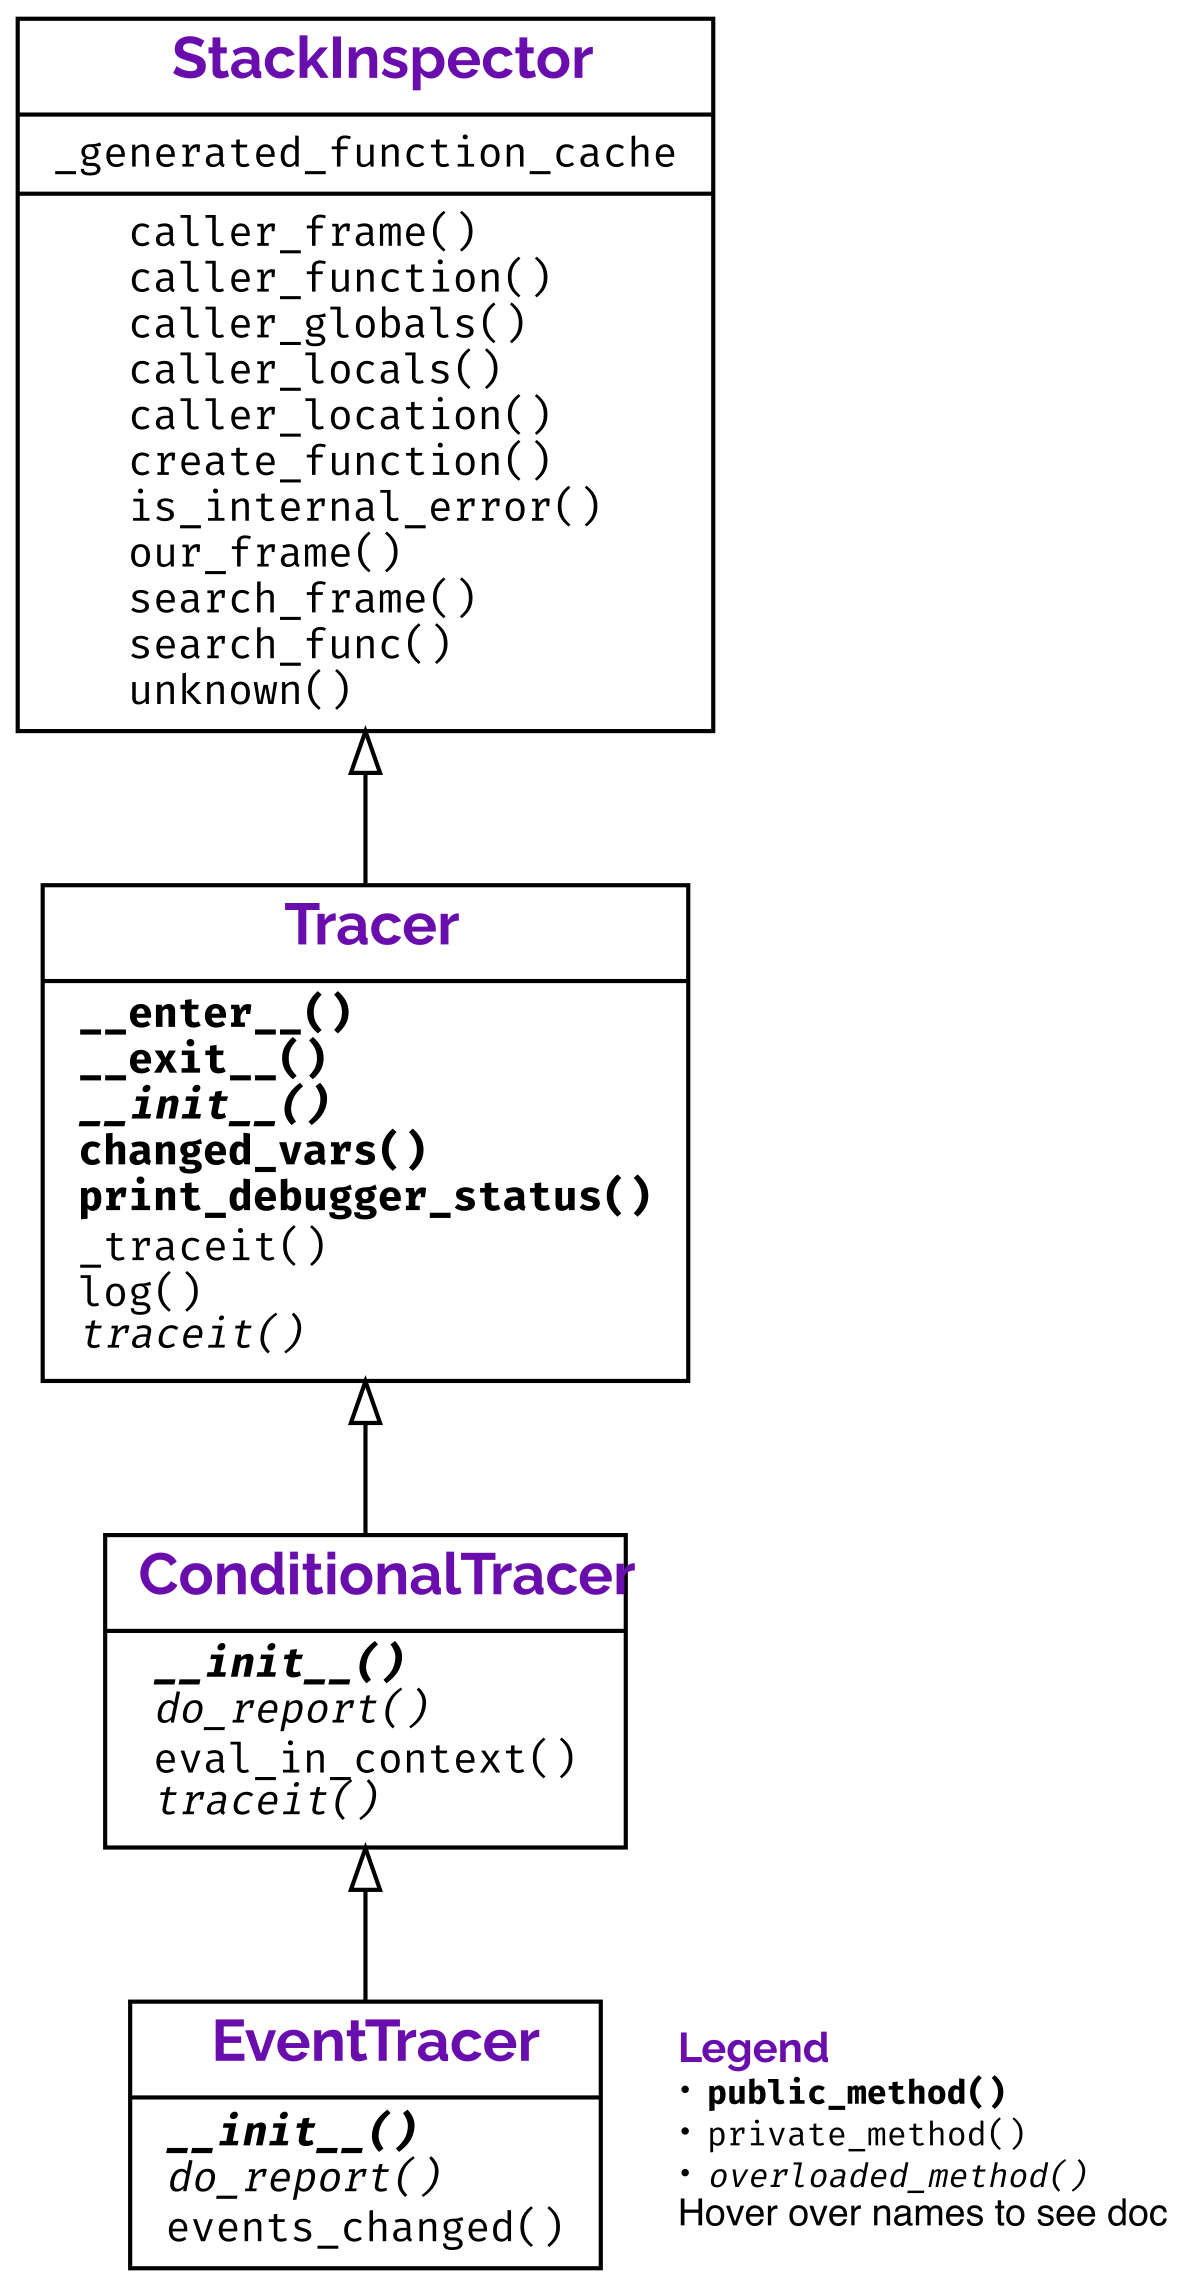 StackInspector
_generated_function_cache
caller_frame()
caller_function()
caller_globals()
caller_locals()
caller_location()
create_function()
is_internal_error()
our_frame()
search_frame()
search_func()
unknown()
Tracer
__enter__()
__exit__()
__init__()
changed_vars()
print_debugger_status()
_traceit()
log()
traceit()
ConditionalTracer
__init__()
do_report()
eval_in_context()
traceit()
EventTracer
__init__()
do_report()
events_changed()
Legend
• public_method()
• private_method()
• overloaded_method()
Hover over names to see doc